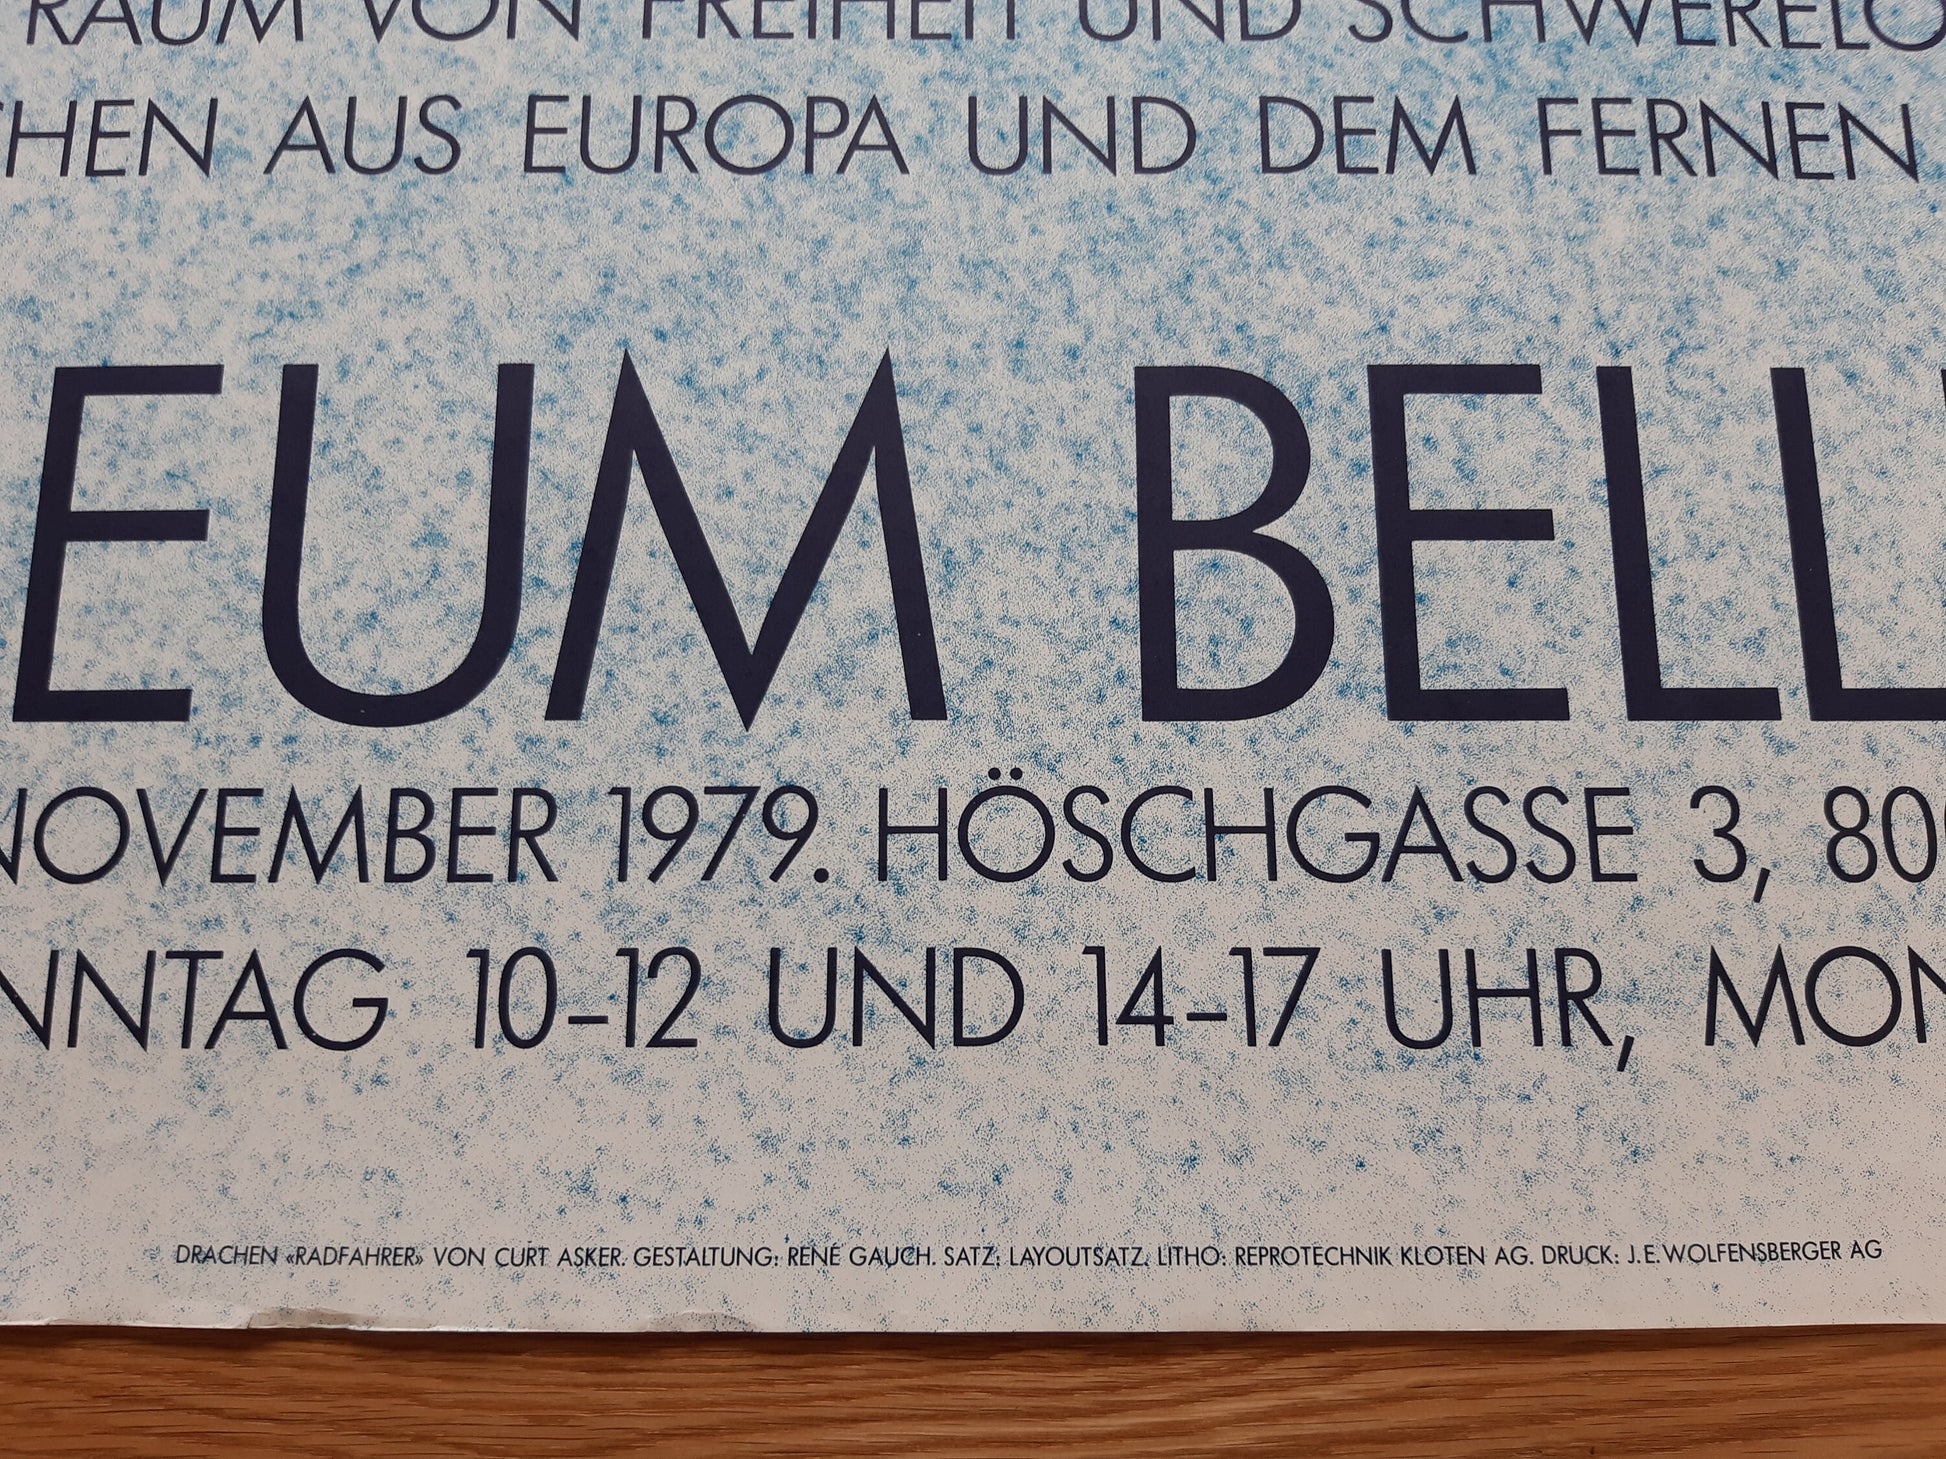 RAUM VON FREIHEIT UND SCHWERELO
CHEN AUS EUROPA UND DEM FERNEN
EUM BELL
NOVEMBER 1979. HÖSCHGASSE 3, 80
NNTAG 10–12 UND 14–17 UHR, MON
DRACHEN «RADFAHRER» VON CURT ASKER. GESTALTUNG: RENÉ GAUCH. SATZ: LAYOUTSATZ. LITHO: REPROTECHNIK KLOTEN AG. DRUCK: J.E. WOLFENSBERGER AG